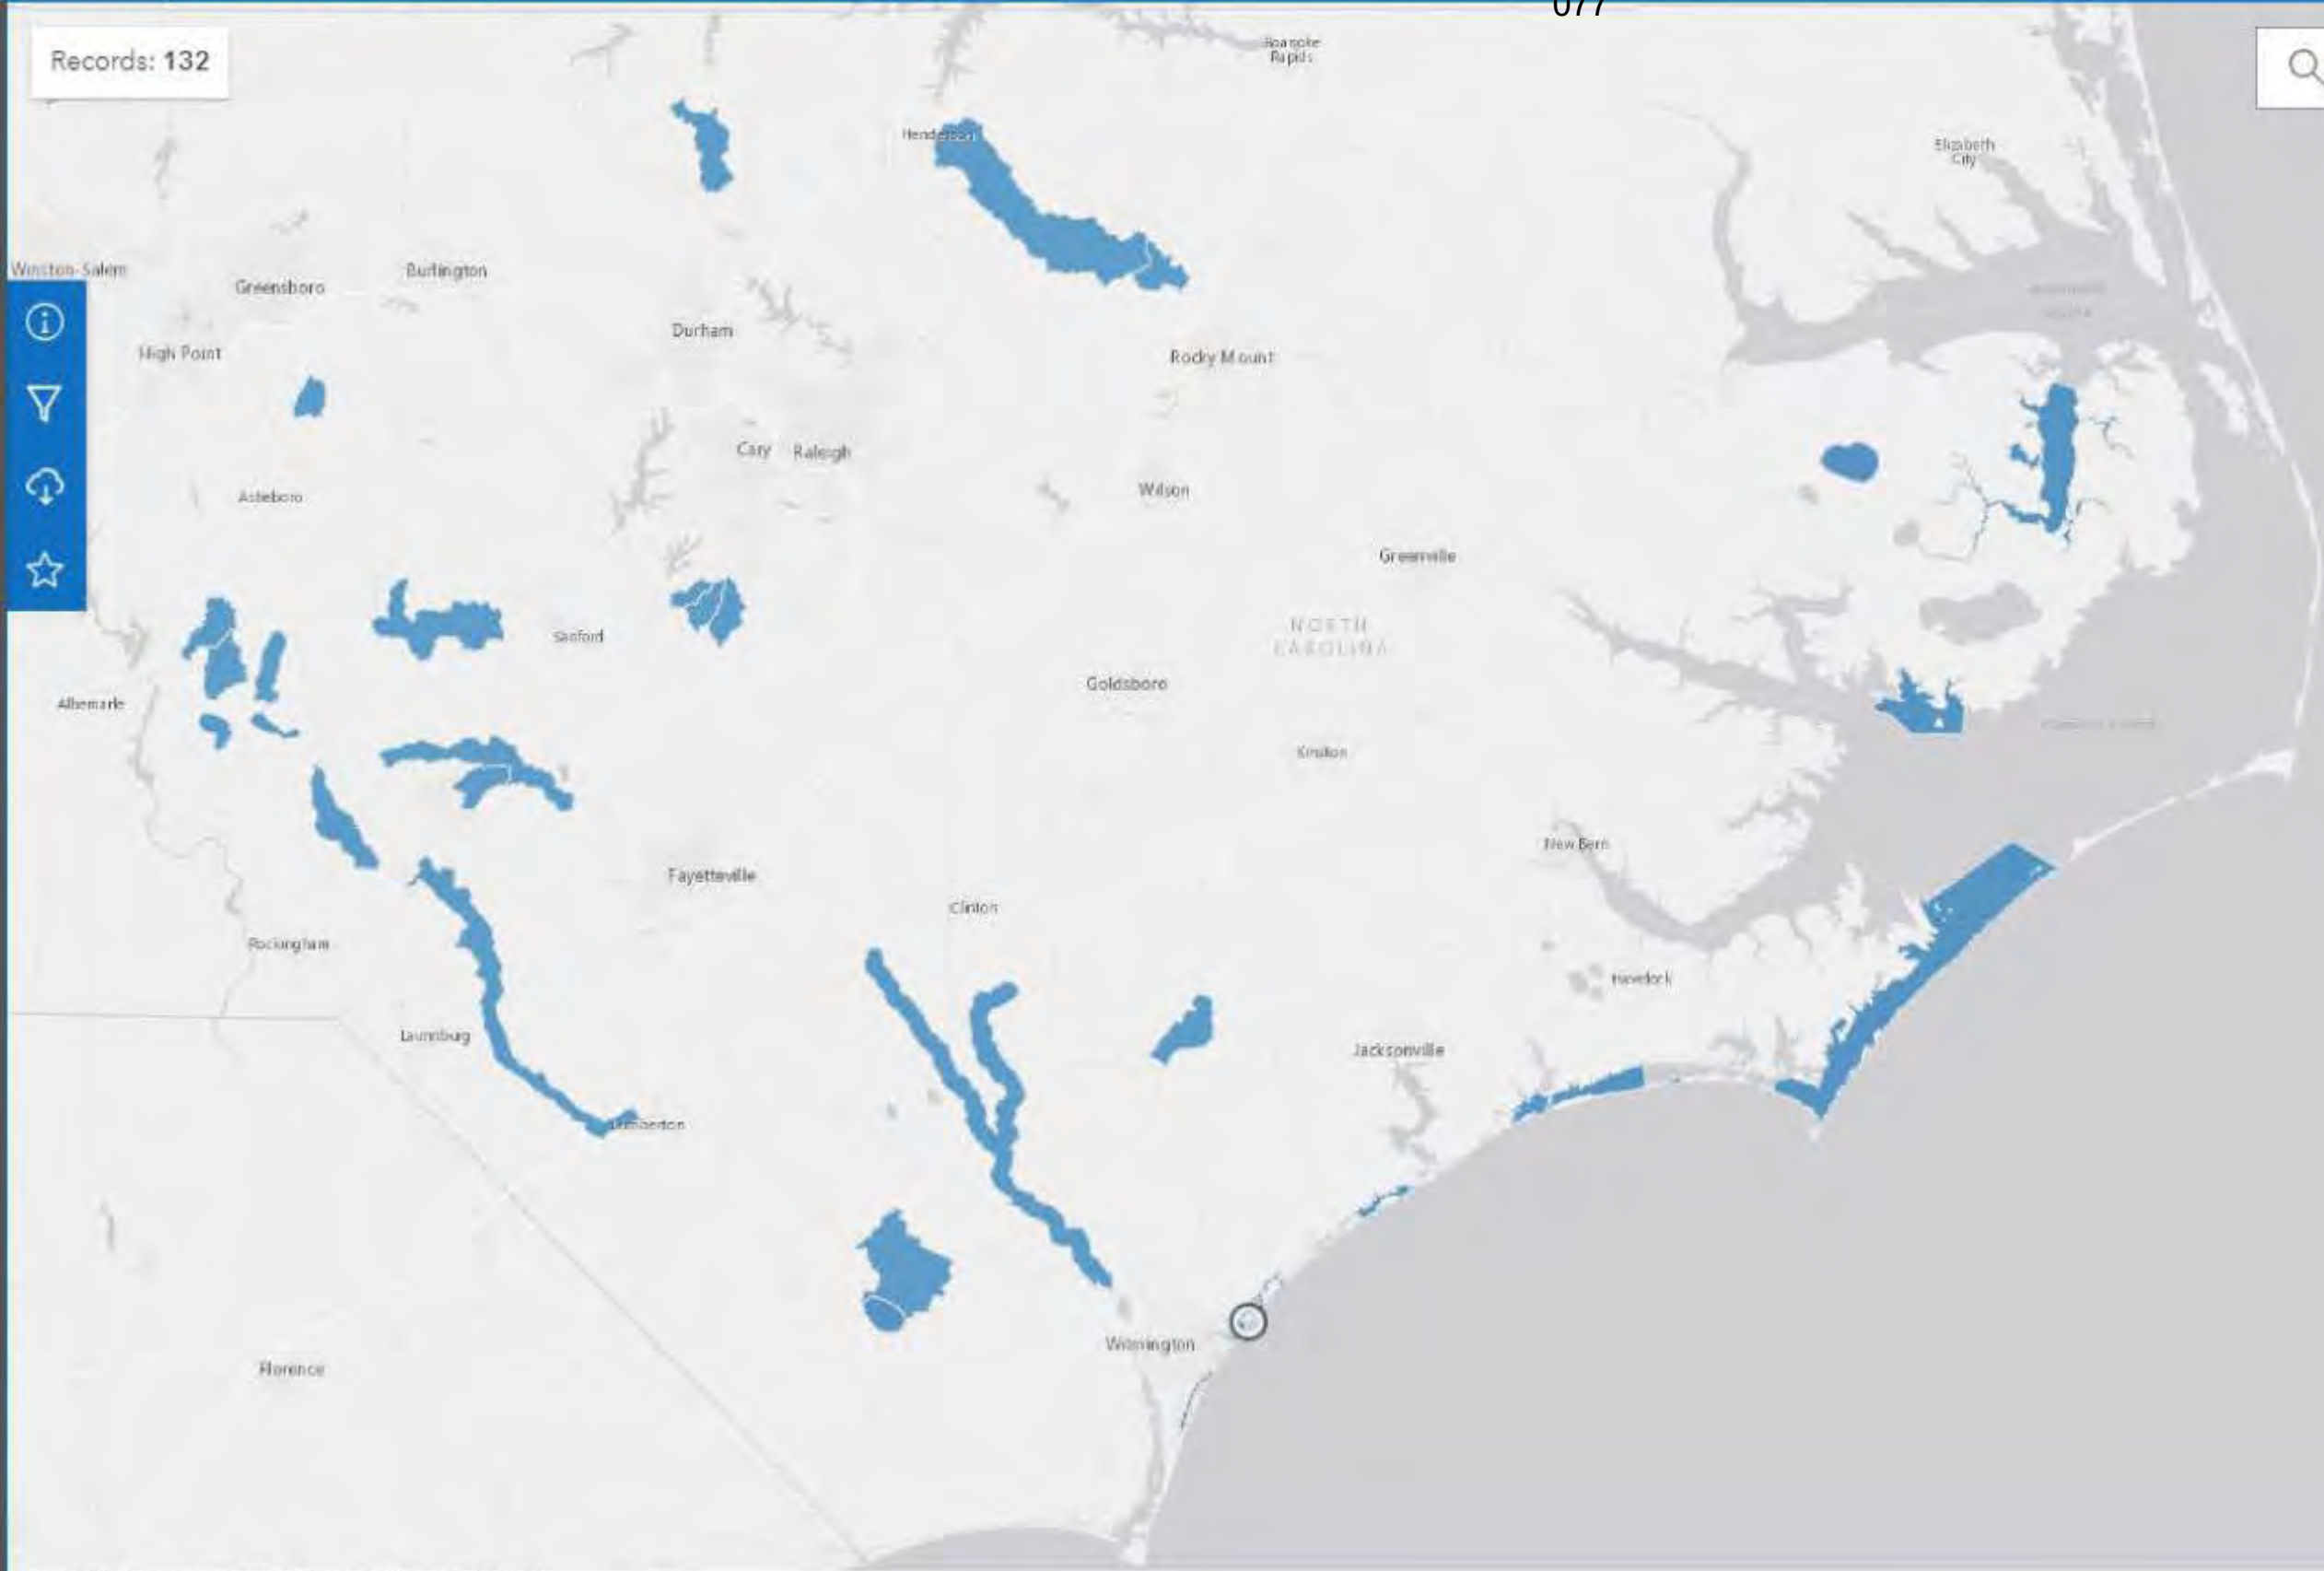 077
Records: 132
Roanoke
Rapids
Henderson
Elizabeth
City
Winston-Salem
Greensboro
Burlington
Durham
High Point
Rocky Mount
Cary
Raleigh
Asheboro
Wilson
Greenville
NORTH
CAROLINA
Sanford
Goldsboro
Albemarle
Kinston
New Bern
Fayetteville
Clinton
Rockingham
Havelock
Laurinburg
Jacksonville
Lumberton
Wilmington
Florence